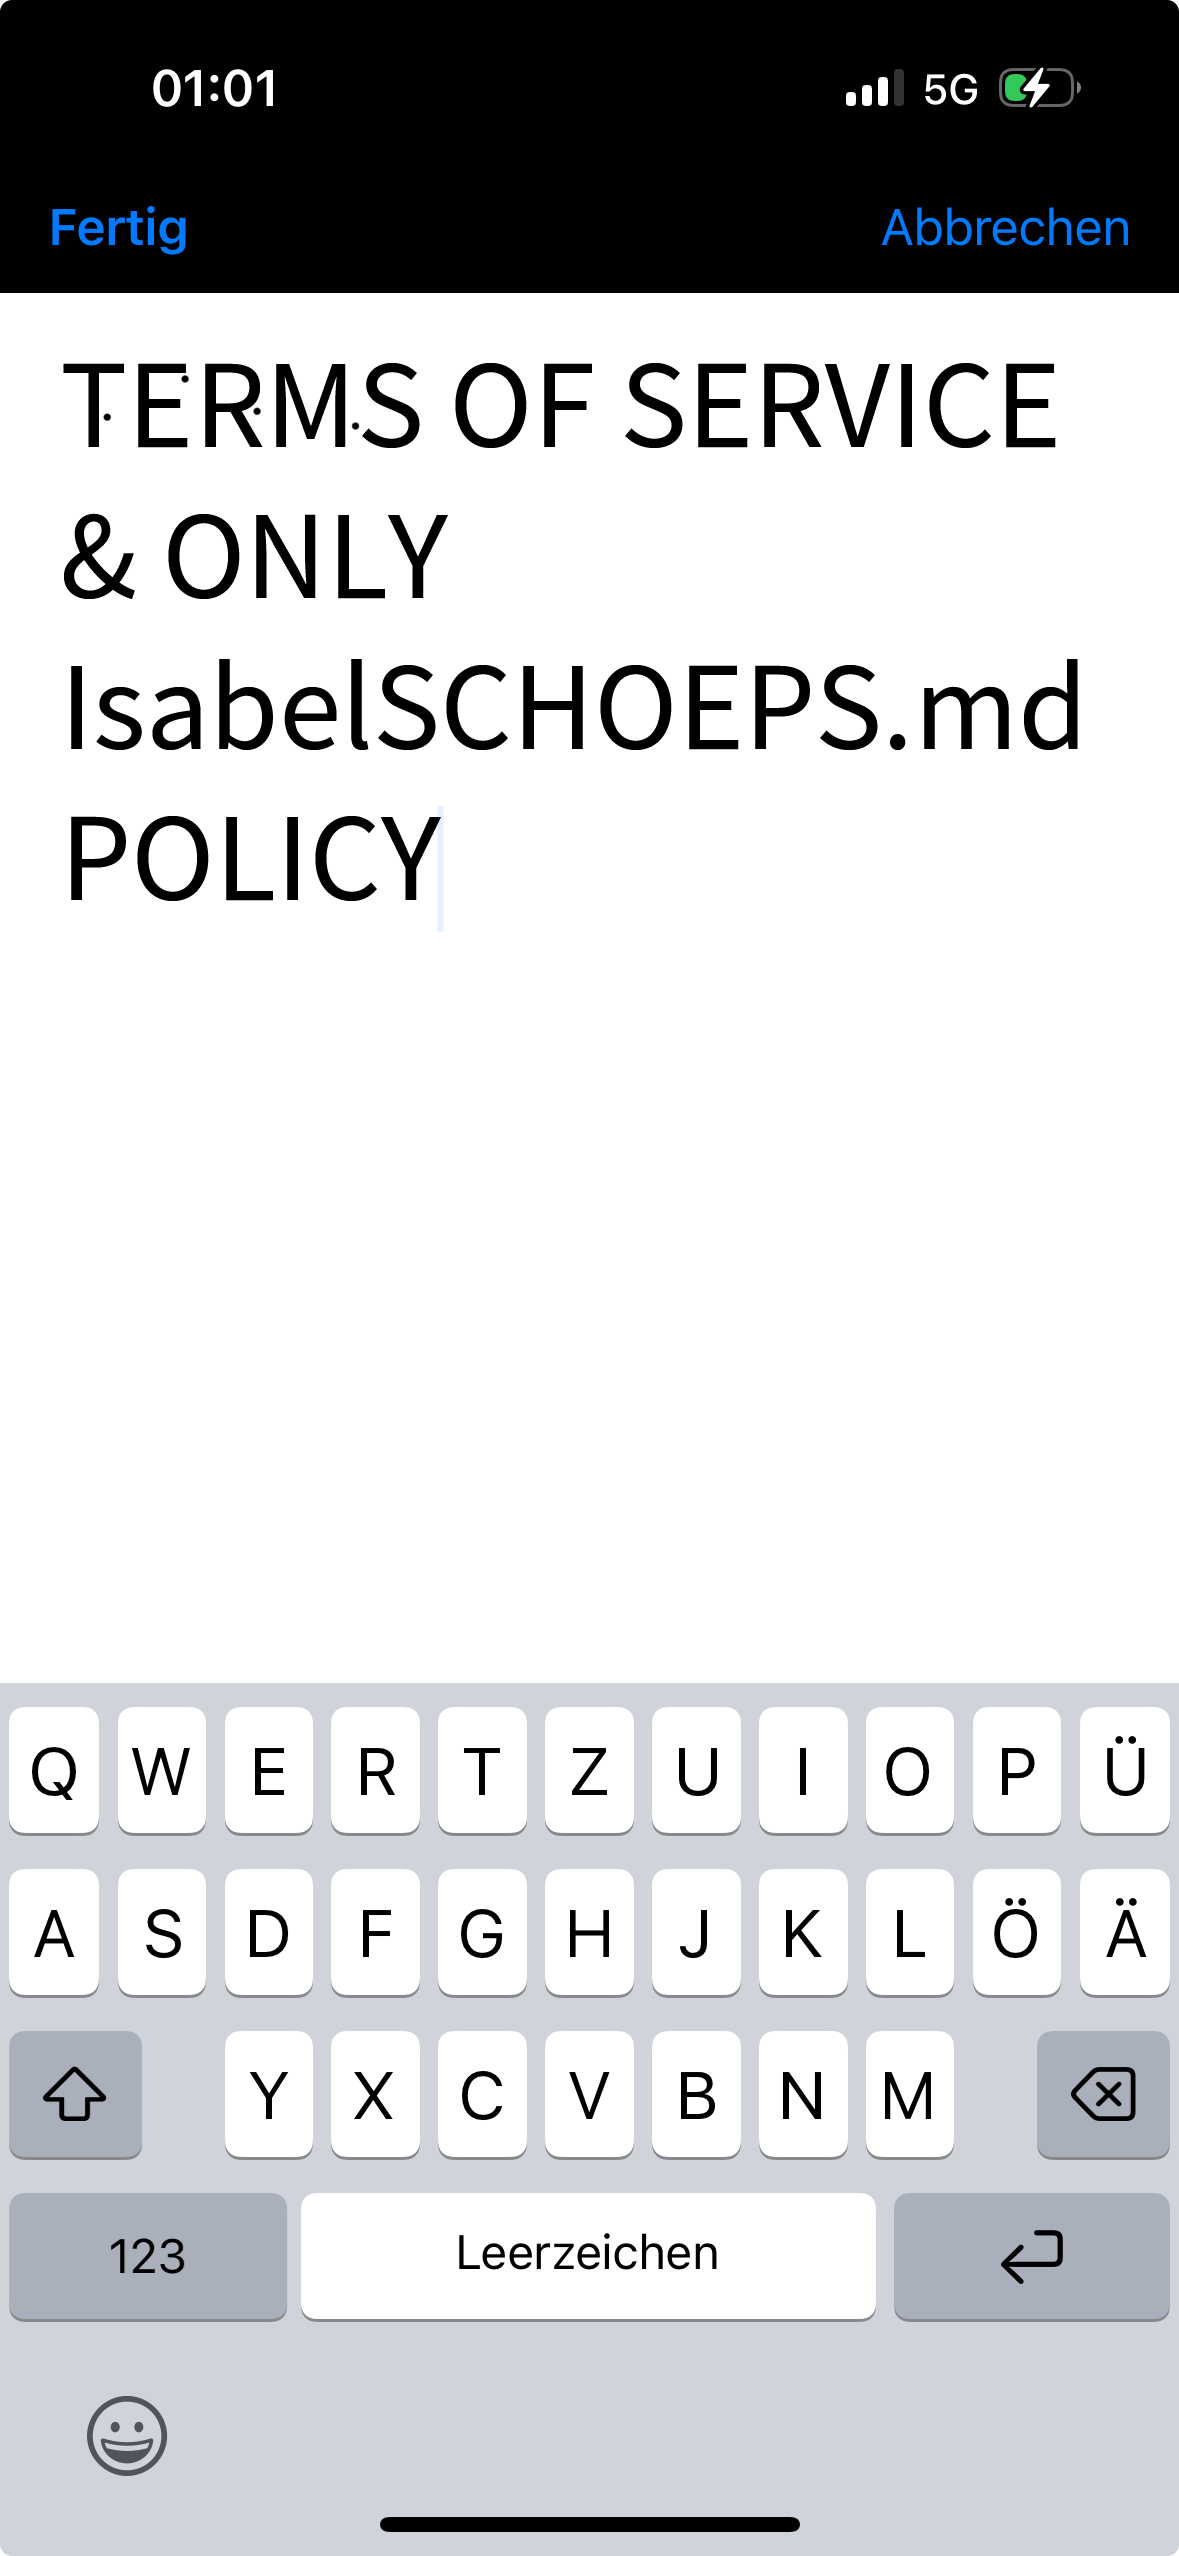 01:01 5G
Fertig Abbrechen
TERMS OF SERVICE
& ONLY
IsabelSCHOEPS.md
POLICY
Q W E R T Z U I O P Ü
A S D F G H J K L Ö Ä
Y X C V B N M
123 Leerzeichen